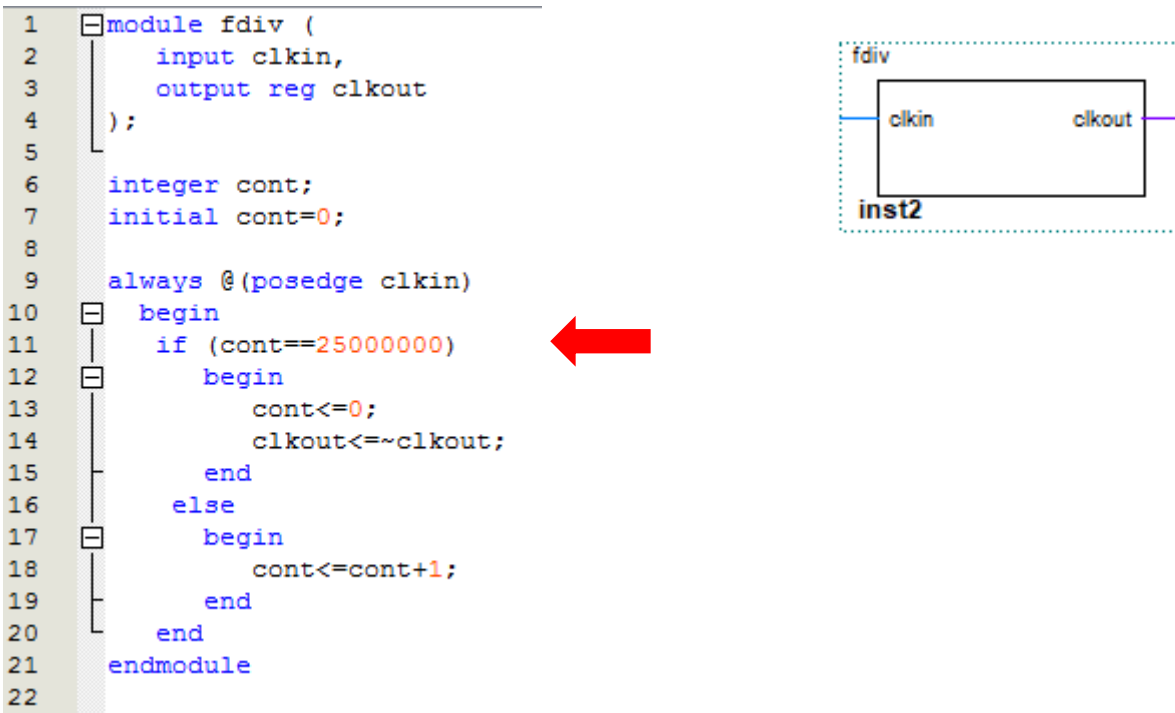 1 module fdiv (
2 input clkin,
3 output reg clkout
4 );
5
6 integer cont;
7 initial cont=0;
8
9 always @(posedge clkin)
10 begin
11 if (cont==25000000)
12 begin
13 cont<=0;
14 clkout<=~clkout;
15 end
16 else
17 begin
18 cont<=cont+1;
19 end
20 end
21 endmodule
22
fdiv
clkin clkout
inst2